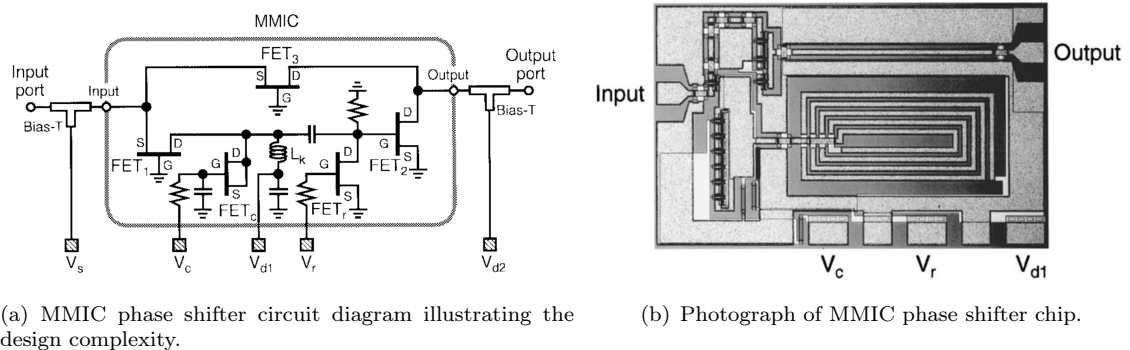 MMIC
Input
port
Input
Bias-T
FET3
S
D
G
Output
Output
port
Bias-T
S
D
G
FET1
G
D
S
FETc
Lk
G
D
S
FETr
D
G
S
FET2
Vs
Vc
Vd1
Vr
Vd2
Input
Output
Vc
Vr
Vd1
(a) MMIC phase shifter circuit diagram illustrating the
design complexity.
(b) Photograph of MMIC phase shifter chip.